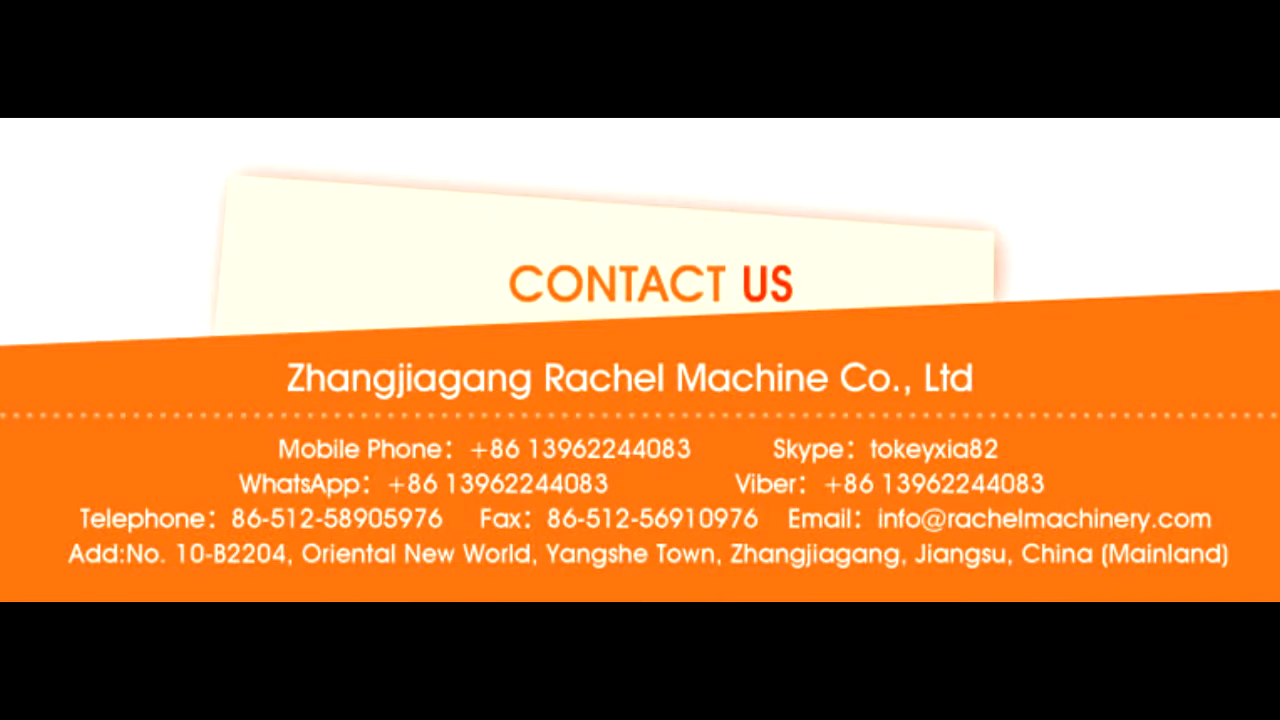 CONTACT US
Zhangjiagang Rachel Machine Co., Ltd
Mobile Phone：+86 13962244083 Skype：tokeyxia82
WhatsApp：+86 13962244083 Viber：+86 13962244083
Telephone：86-512-58905976 Fax：86-512-56910976 Email：info@rachelmachinery.com
Add:No. 10-B2204, Oriental New World, Yangshe Town, Zhangjiagang, Jiangsu, China (Mainland)